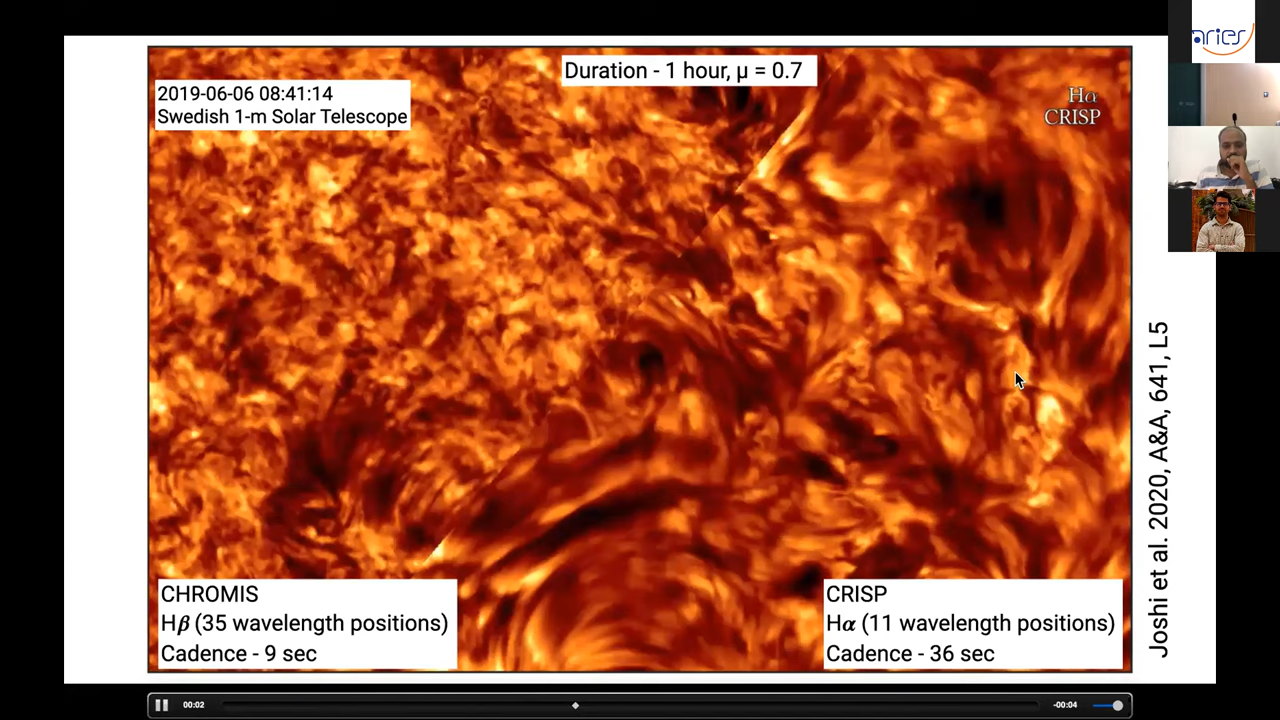 Duration - 1 hour, μ = 0.7
2019-06-06 08:41:14
Swedish 1-m Solar Telescope
Hα
CRISP
aries
Joshi et al. 2020, A&A, 641, L5
CHROMIS
Hβ (35 wavelength positions)
Cadence - 9 sec
CRISP
Hα (11 wavelength positions)
Cadence - 36 sec
00:02
-00:04